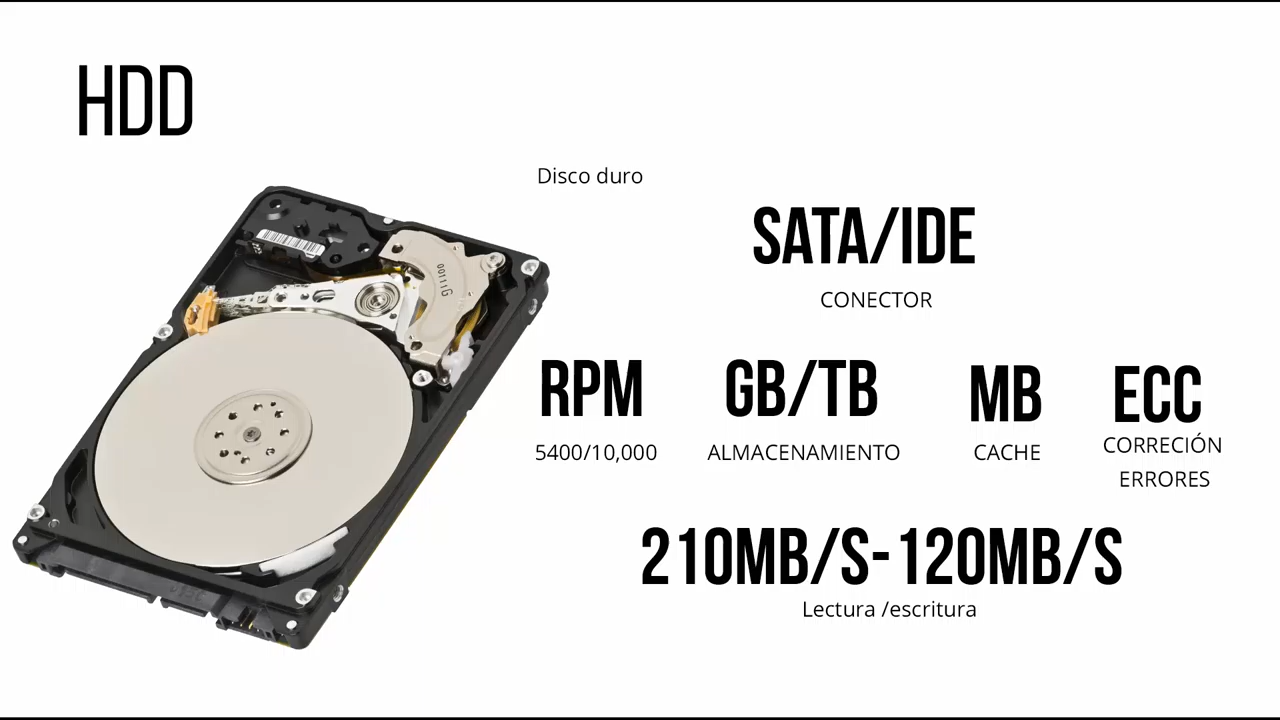 HDD
Disco duro
SATA/IDE
CONECTOR
RPM
5400/10,000
GB/TB
ALMACENAMIENTO
MB
CACHE
ECC
CORRECIÓN
ERRORES
210MB/S-120MB/S
Lectura /escritura
00111G